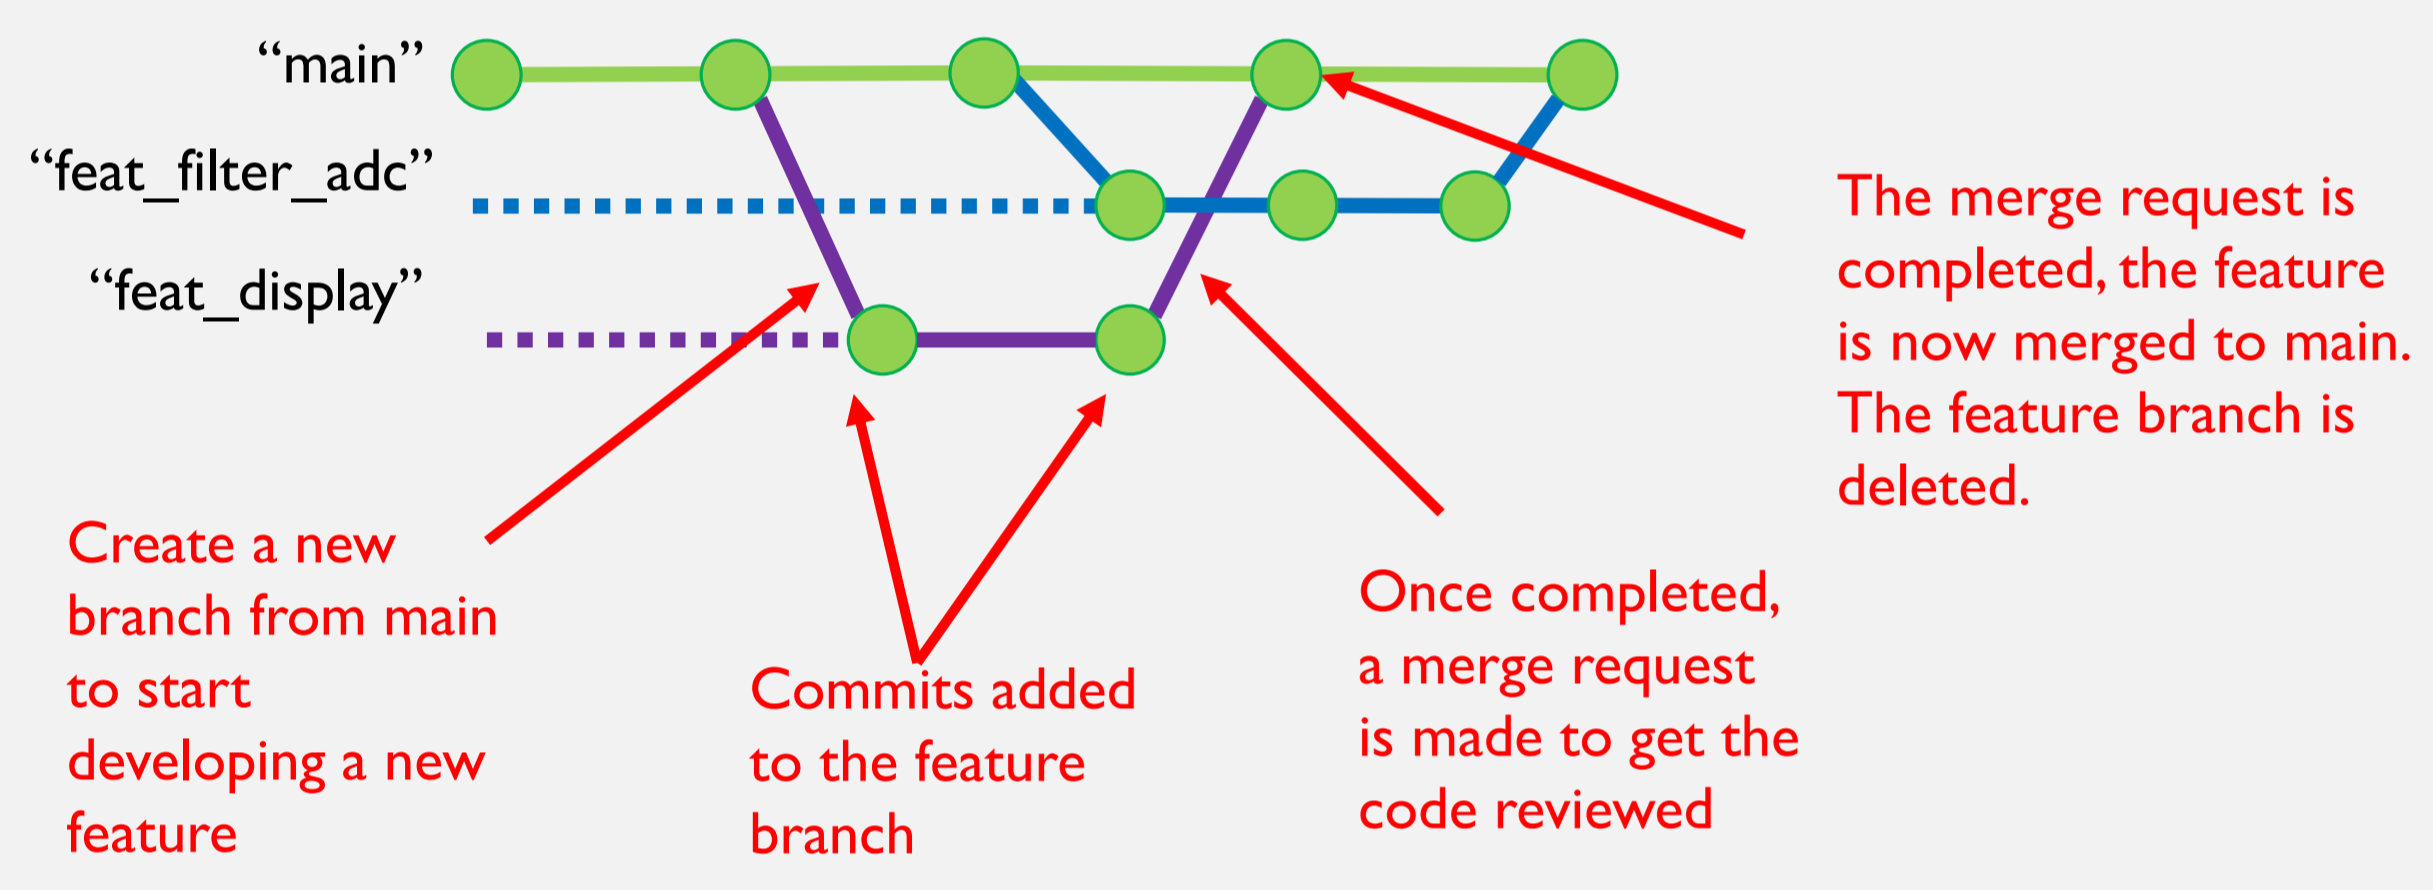 “main”
“feat_filter_adc”
“feat_display”
The merge request is
completed, the feature
is now merged to main.
The feature branch is
deleted.
Create a new
branch from main
to start
developing a new
feature
Commits added
to the feature
branch
Once completed,
a merge request
is made to get the
code reviewed